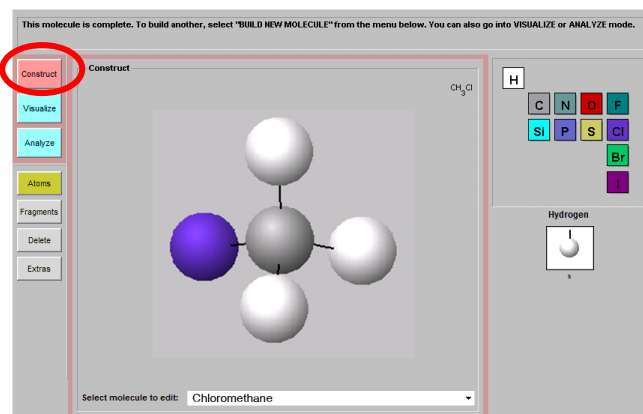 This molecule is complete. To build another, select "BUILD NEW MOLECULE" from the menu below. You can also go into VISUALIZE or ANALYZE mode.
Construct
Visualize
Analyze
Atoms
Fragments
Delete
Extras
Construct
CH3Cl
Select molecule to edit: Chloromethane
H
C N O F
Si P S Cl
Br
I
Hydrogen
s